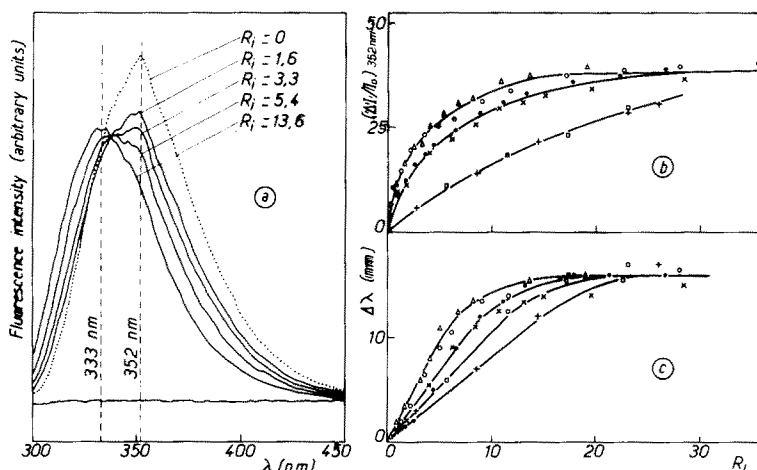 Fluorescence intensity (arbitrary units)
Ri = 0
Ri = 1,6
Ri = 3,3
Ri = 5,4
Ri = 13,6
a
333 nm
352 nm
300
350
400
450
λ (nm)
50
25
0
(ΔI/I0) 352 nm
b
Δλ (nm)
10
0
c
0
10
20
30
Ri